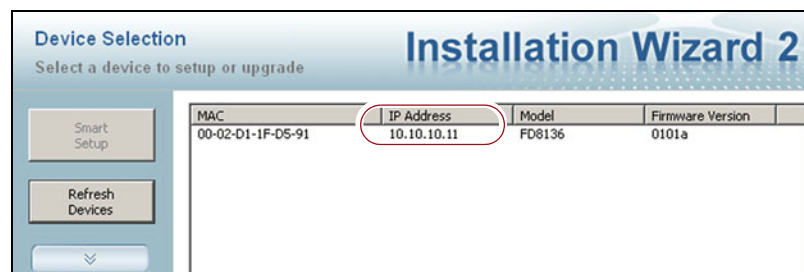 Device Selection
Installation Wizard 2
Select a device to setup or upgrade
Smart
Setup
Refresh
Devices
MAC IP Address Model Firmware Version
00-02-D1-1F-D5-91 10.10.10.11 FD8136 0101a